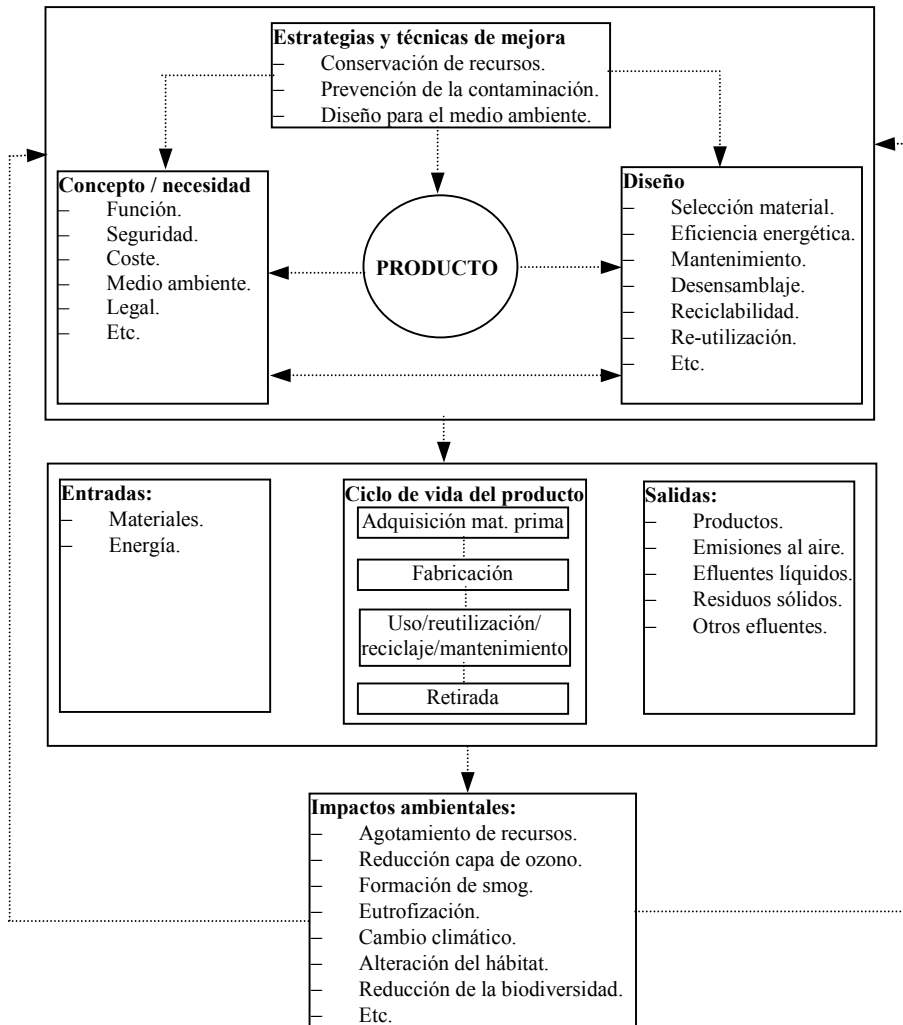 Estrategias y técnicas de mejora
– Conservación de recursos.
– Prevención de la contaminación.
– Diseño para el medio ambiente.
Concepto / necesidad
– Función.
– Seguridad.
– Coste.
– Medio ambiente.
– Legal.
– Etc.
PRODUCTO
Diseño
– Selección material.
– Eficiencia energética.
– Mantenimiento.
– Desensamblaje.
– Reciclabilidad.
– Re-utilización.
– Etc.
Entradas:
– Materiales.
– Energía.
Ciclo de vida del producto
Adquisición mat. prima
Fabricación
Uso/reutilización/
reciclaje/mantenimiento
Retirada
Salidas:
– Productos.
– Emisiones al aire.
– Efluentes líquidos.
– Residuos sólidos.
– Otros efluentes.
Impactos ambientales:
– Agotamiento de recursos.
– Reducción capa de ozono.
– Formación de smog.
– Eutrofización.
– Cambio climático.
– Alteración del hábitat.
– Reducción de la biodiversidad.
– Etc.